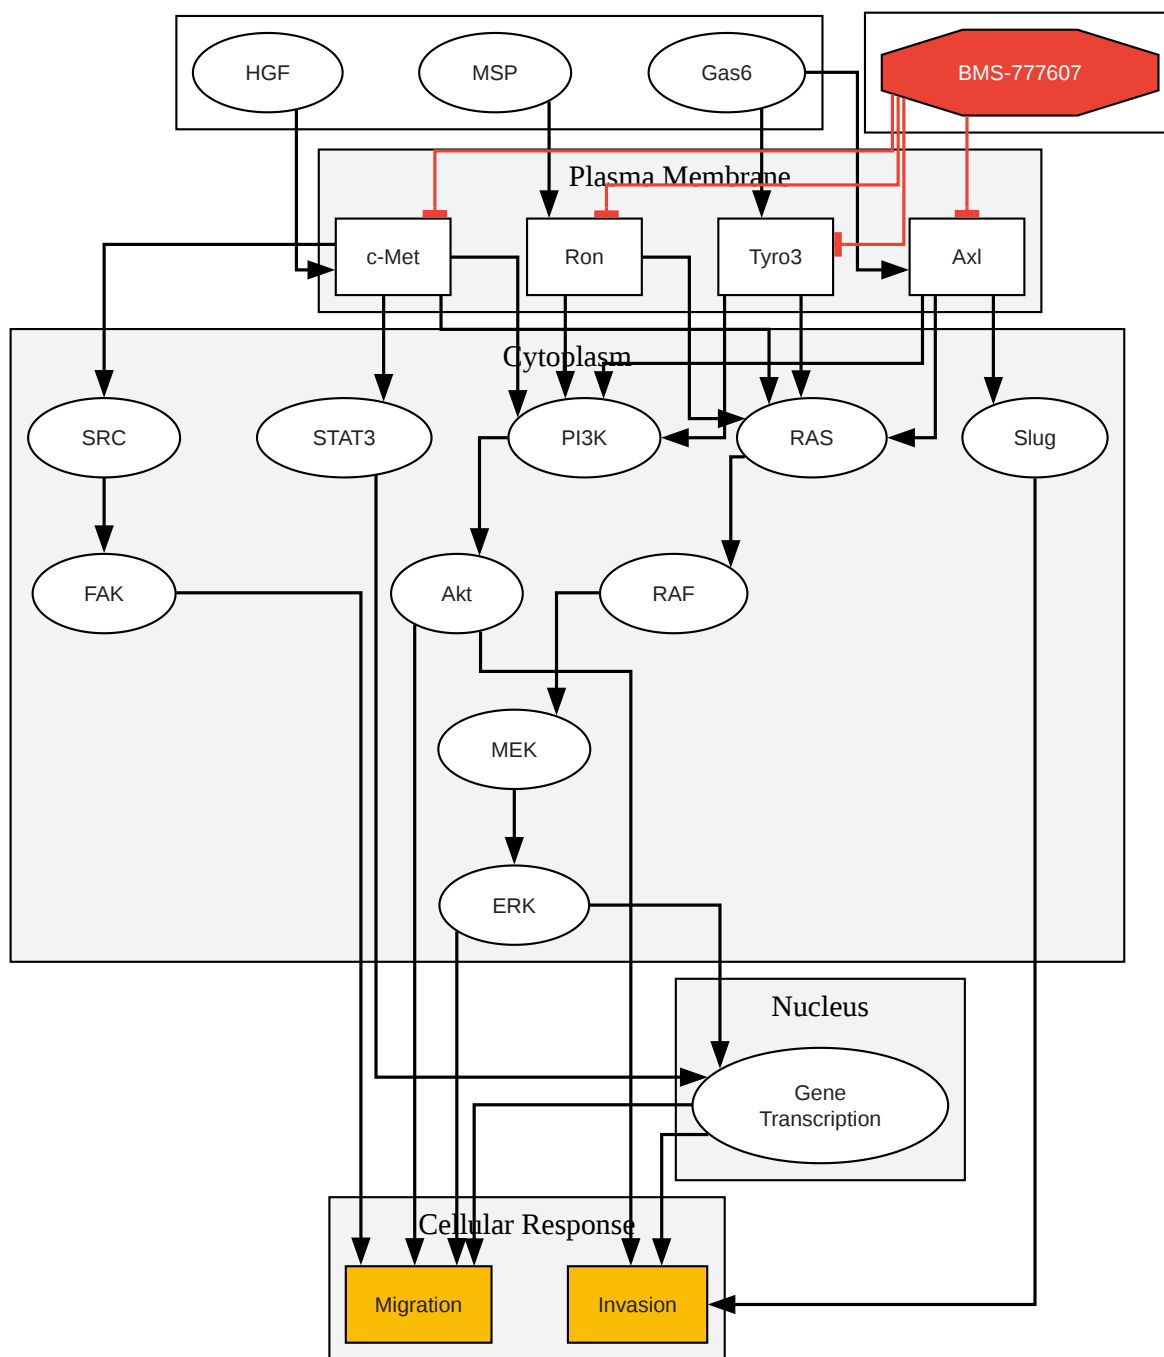 HGF
MSP
Gas6
BMS-777607
Plasma Membrane
c-Met
Ron
Tyro3
Axl
Cytoplasm
SRC
STAT3
PI3K
RAS
Slug
FAK
Akt
RAF
MEK
ERK
Nucleus
Gene
Transcription
Cellular Response
Migration
Invasion